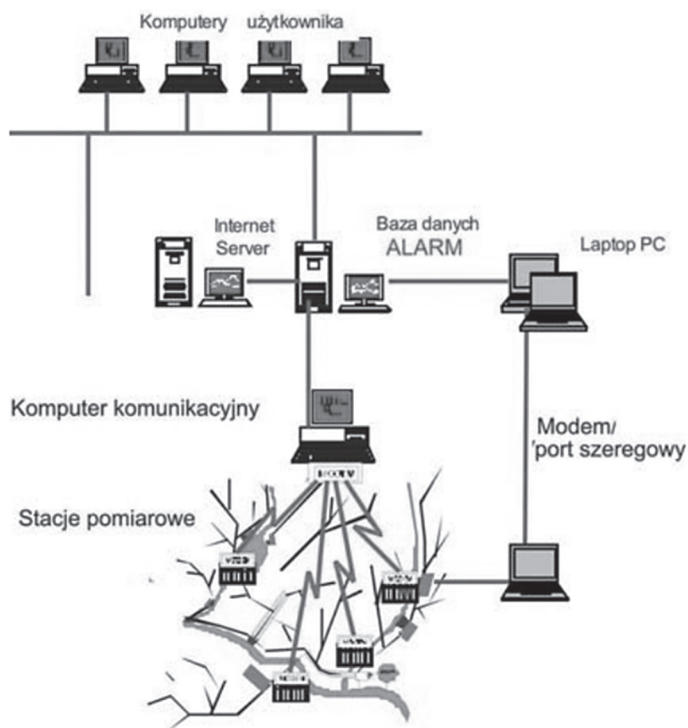 Komputery użytkownika
Internet
Server
Baza danych
ALARM
Laptop PC
Komputer komunikacyjny
Modem/
/port szeregowy
Stacje pomiarowe